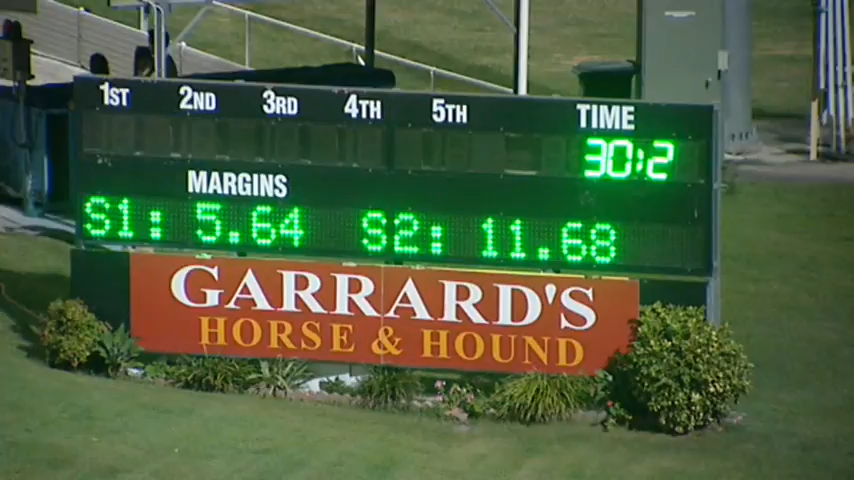 1ST 2ND 3RD 4TH 5TH TIME
30:2
MARGINS
S1: 5.64 S2: 11.68
GARRARD'S
HORSE & HOUND